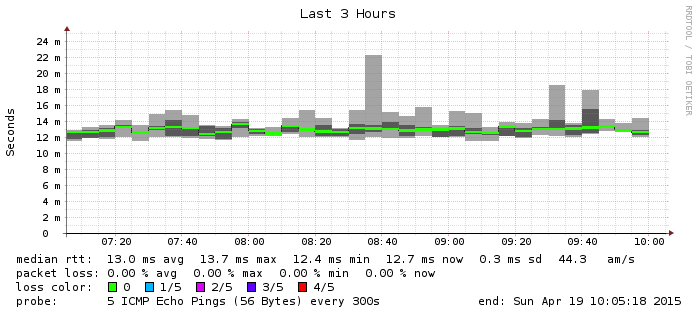 Last 3 Hours
RRDTOOL / TOBI OETIKER
Seconds
24 m
22 m
20 m
18 m
16 m
14 m
12 m
10 m
8 m
6 m
4 m
2 m
0
07:20 07:40 08:00 08:20 08:40 09:00 09:20 09:40 10:00
median rtt: 13.0 ms avg 13.7 ms max 12.4 ms min 12.7 ms now 0.3 ms sd 44.3 am/s
packet loss: 0.00 % avg 0.00 % max 0.00 % min 0.00 % now
loss color: 0 1/5 2/5 3/5 4/5
probe: 5 ICMP Echo Pings (56 Bytes) every 300s end: Sun Apr 19 10:05:18 2015